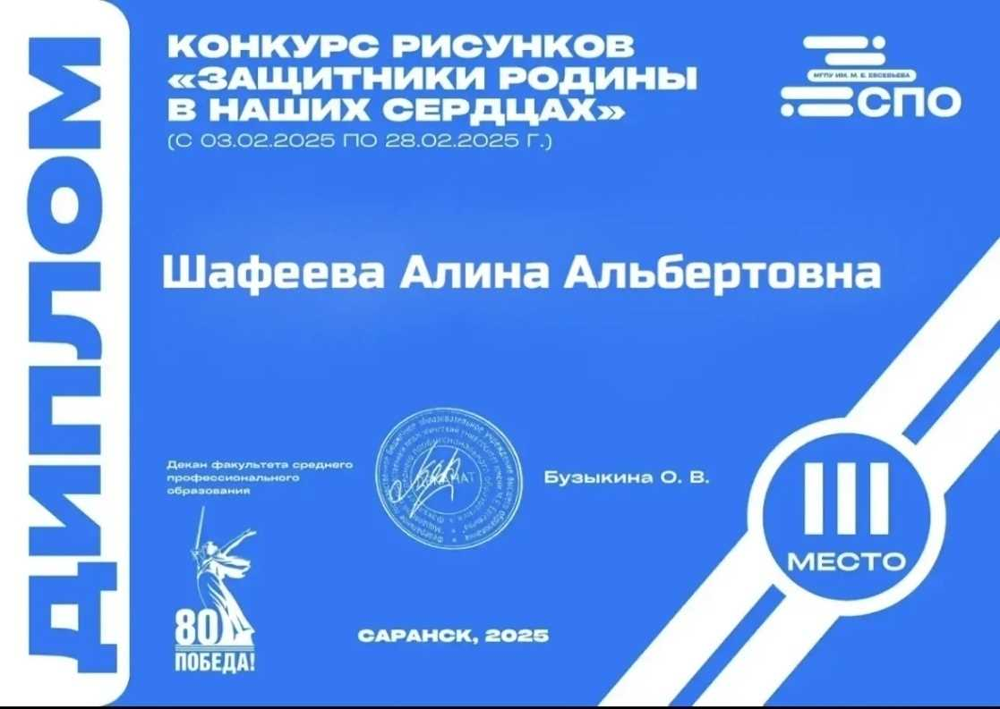 ДИПЛОМ
КОНКУРС РИСУНКОВ
«ЗАЩИТНИКИ РОДИНЫ
В НАШИХ СЕРДЦАХ»
(С 03.02.2025 ПО 28.02.2025 Г.)
МГПУ ИМ. М. Е. ЕВСЕВЬЕВА
СПО
Шафеева Алина Альбертовна
Декан факультета среднего
профессионального
образования
ДЕКАНАТ
Бузыкина О. В.
III
МЕСТО
80
ПОБЕДА!
САРАНСК, 2025